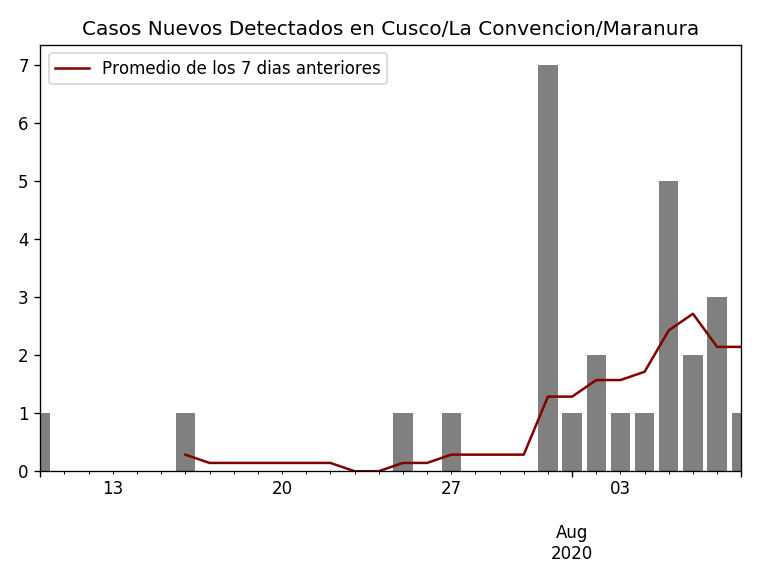 Casos Nuevos Detectados en Cusco/La Convencion/Maranura
Promedio de los 7 dias anteriores
7
6
5
4
3
2
1
0
13 20 27 03
Aug
2020